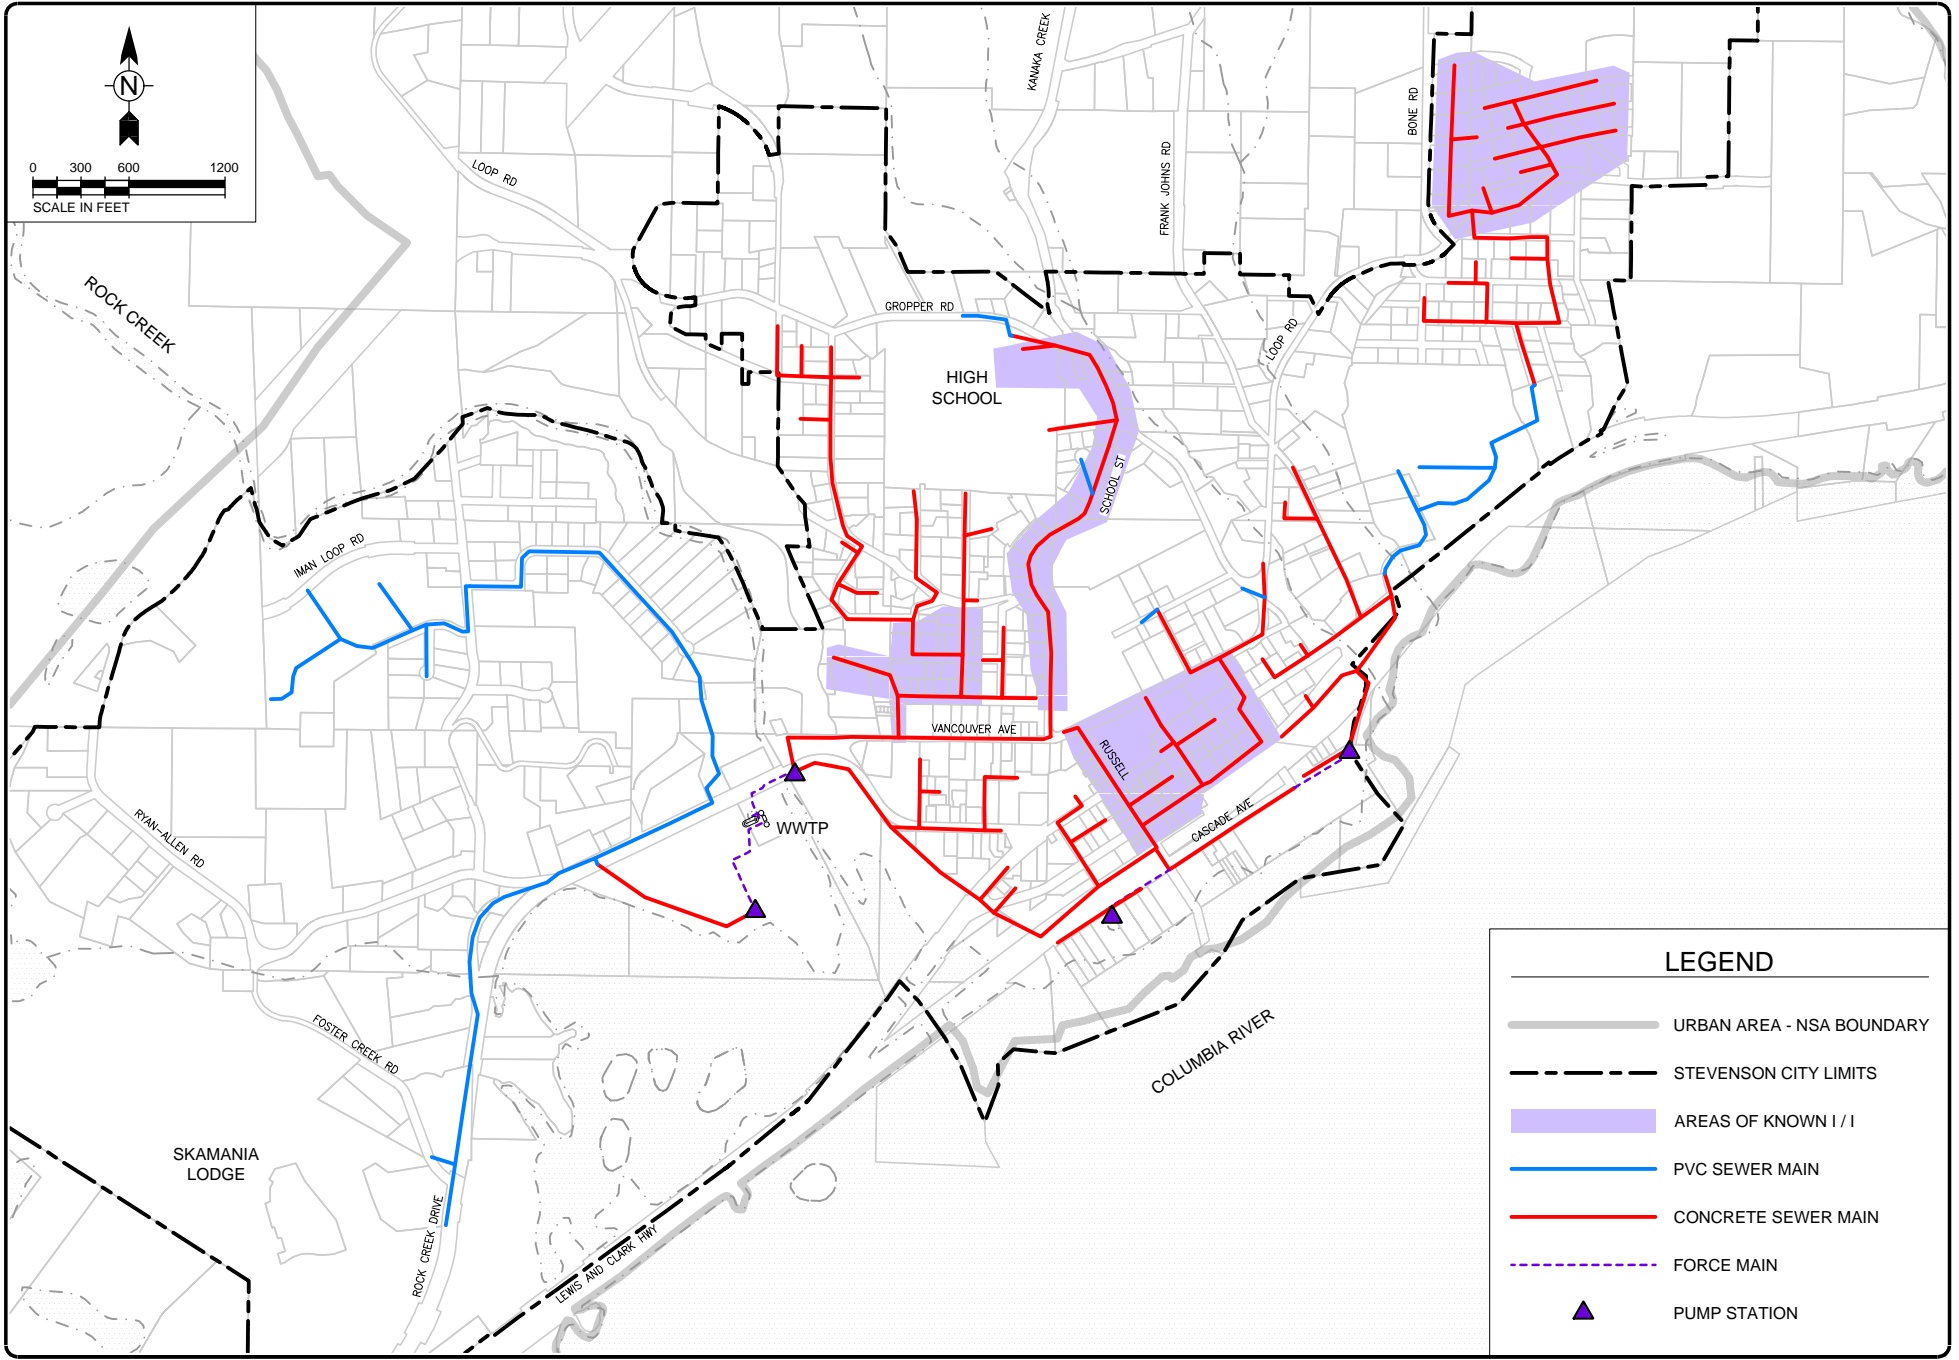 N
0 300 600 1200
SCALE IN FEET
ROCK CREEK
LOOP RD
KANAKA CREEK
FRANK JOHNS RD
BONE RD
GROPPER RD
LOOP RD
HIGH
SCHOOL
SCHOOL ST
IMAN LOOP RD
VANCOUVER AVE
RUSSELL
CASCADE AVE
WWTP
RYAN-ALLEN RD
FOSTER CREEK RD
SKAMANIA
LODGE
ROCK CREEK DRIVE
LEWIS AND CLARK HWY
COLUMBIA RIVER
LEGEND
URBAN AREA - NSA BOUNDARY
STEVENSON CITY LIMITS
AREAS OF KNOWN I / I
PVC SEWER MAIN
CONCRETE SEWER MAIN
FORCE MAIN
PUMP STATION